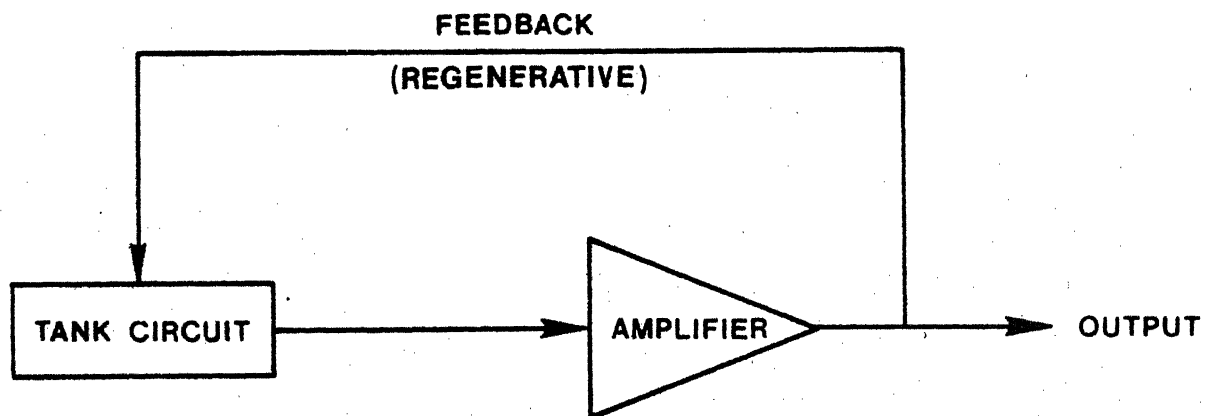 FEEDBACK
(REGENERATIVE)
TANK CIRCUIT
AMPLIFIER
OUTPUT